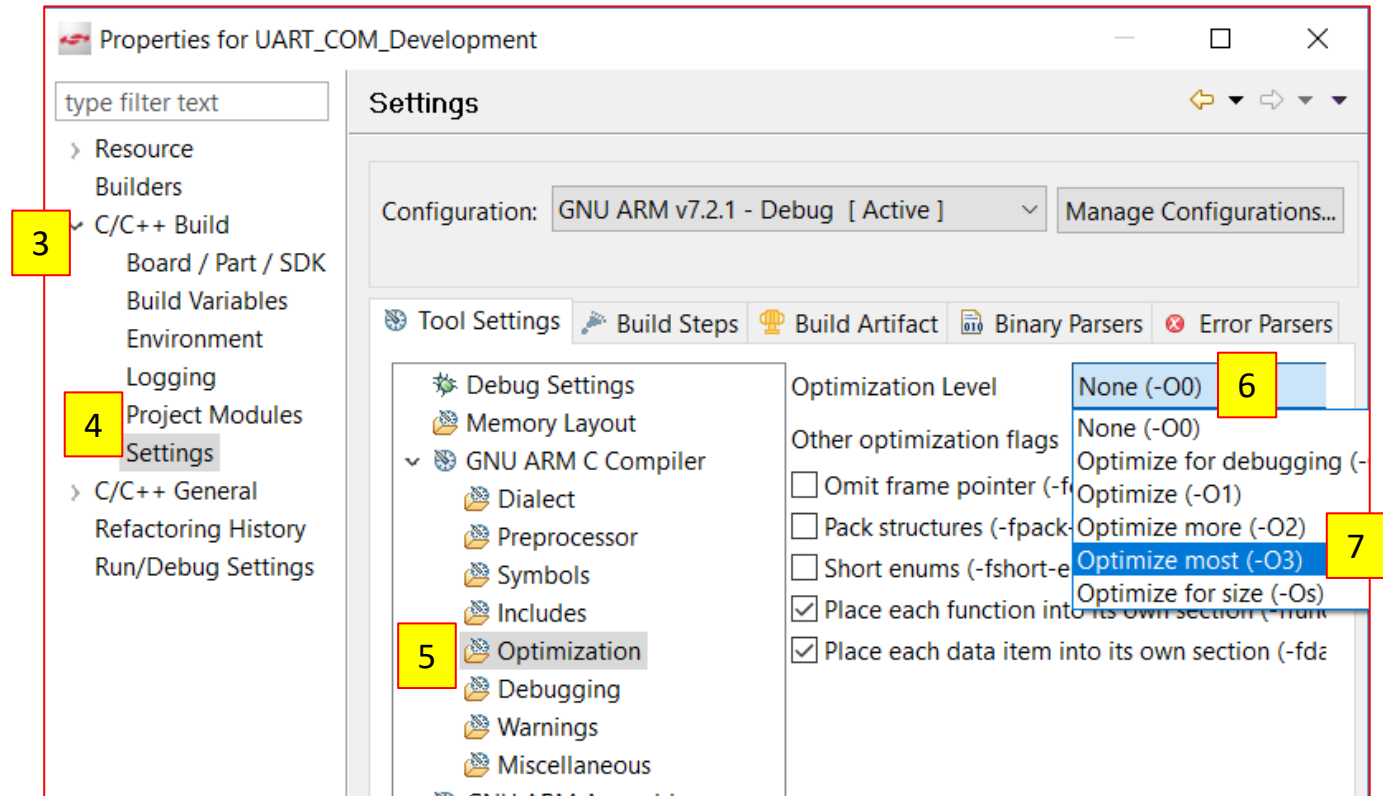 Properties for UART_COM_Development
type filter text
Settings
Resource
Builders
3
C/C++ Build
Board / Part / SDK
Build Variables
Environment
Logging
4
Project Modules
Settings
C/C++ General
Refactoring History
Run/Debug Settings
Configuration:
GNU ARM v7.2.1 - Debug [ Active ]
Manage Configurations...
Tool Settings
Build Steps
Build Artifact
010
Binary Parsers
Error Parsers
Debug Settings
Memory Layout
GNU ARM C Compiler
Dialect
Preprocessor
Symbols
Includes
5
Optimization
Debugging
Warnings
Miscellaneous
Optimization Level
None (-O0)
6
Other optimization flags
None (-O0)
Optimize for debugging (-
Optimize (-O1)
Optimize more (-O2)
Optimize most (-O3)
7
Optimize for size (-Os)
Omit frame pointer (-f
Pack structures (-fpack-
Short enums (-fshort-e
Place each function into its own section
Place each data item into its own section (-fda